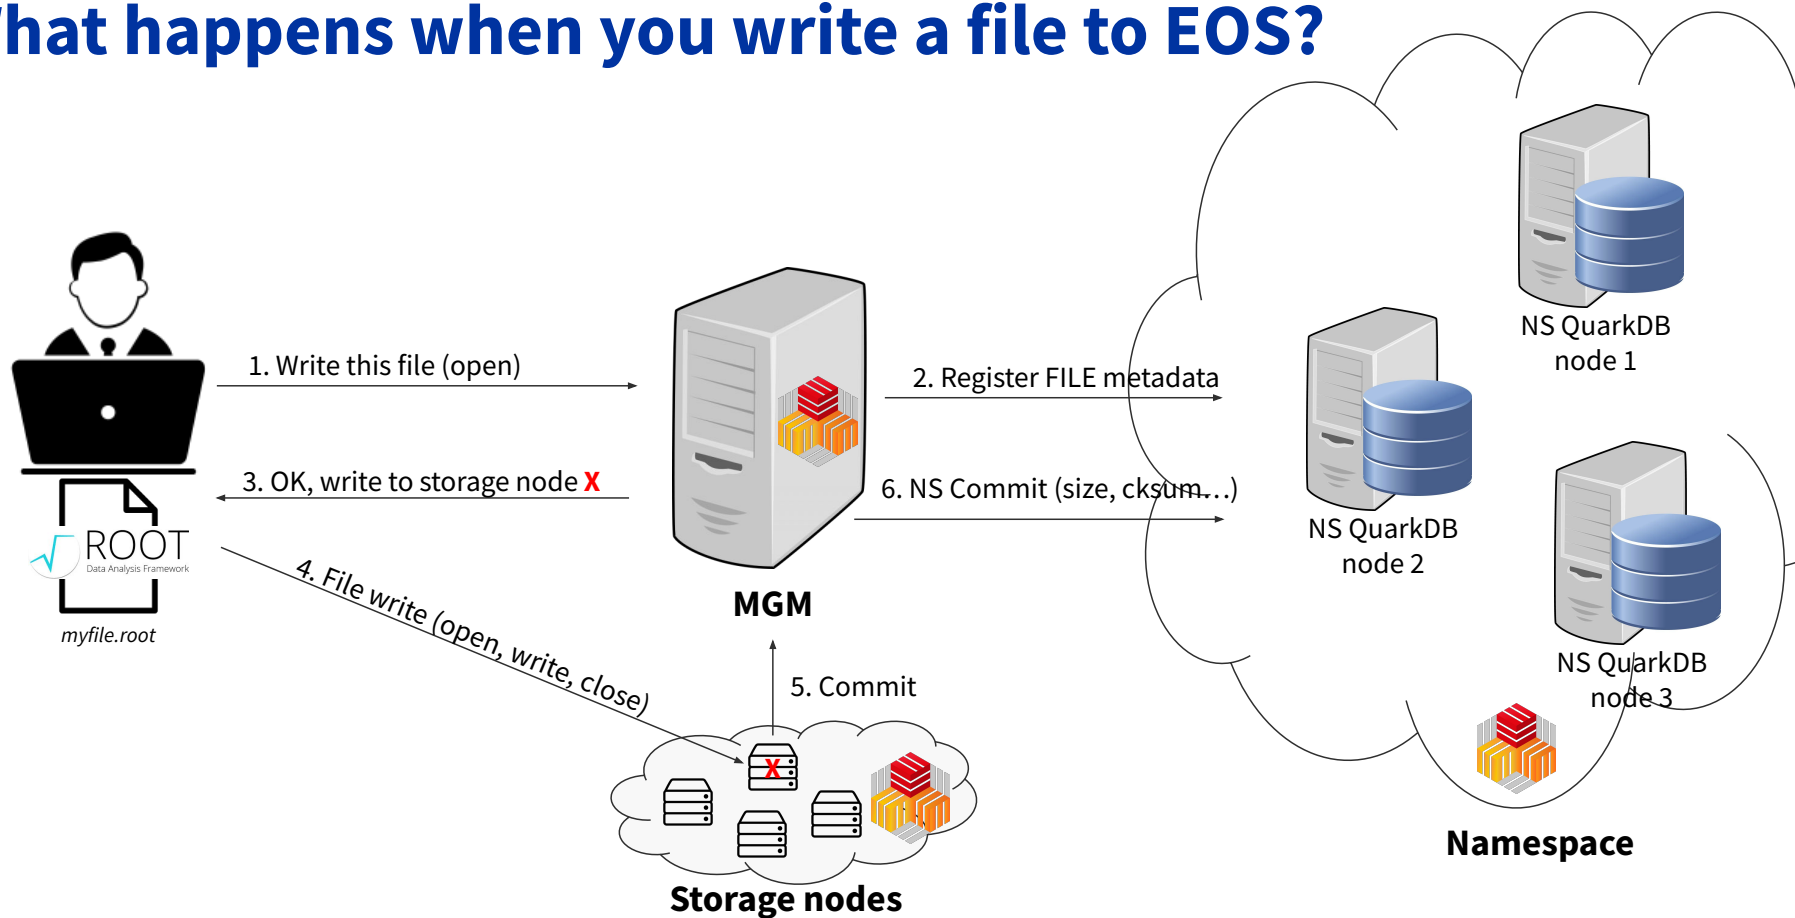 hat happens when you write a file to EOS?
1. Write this file (open)
2. Register FILE metadata
3. OK, write to storage node X
6. NS Commit (size, cksum…)
4. File write (open, write, close)
5. Commit
ROOT
Data Analysis Framework
myfile.root
MGM
X
Storage nodes
NS QuarkDB
node 1
NS QuarkDB
node 2
NS QuarkDB
node 3
Namespace